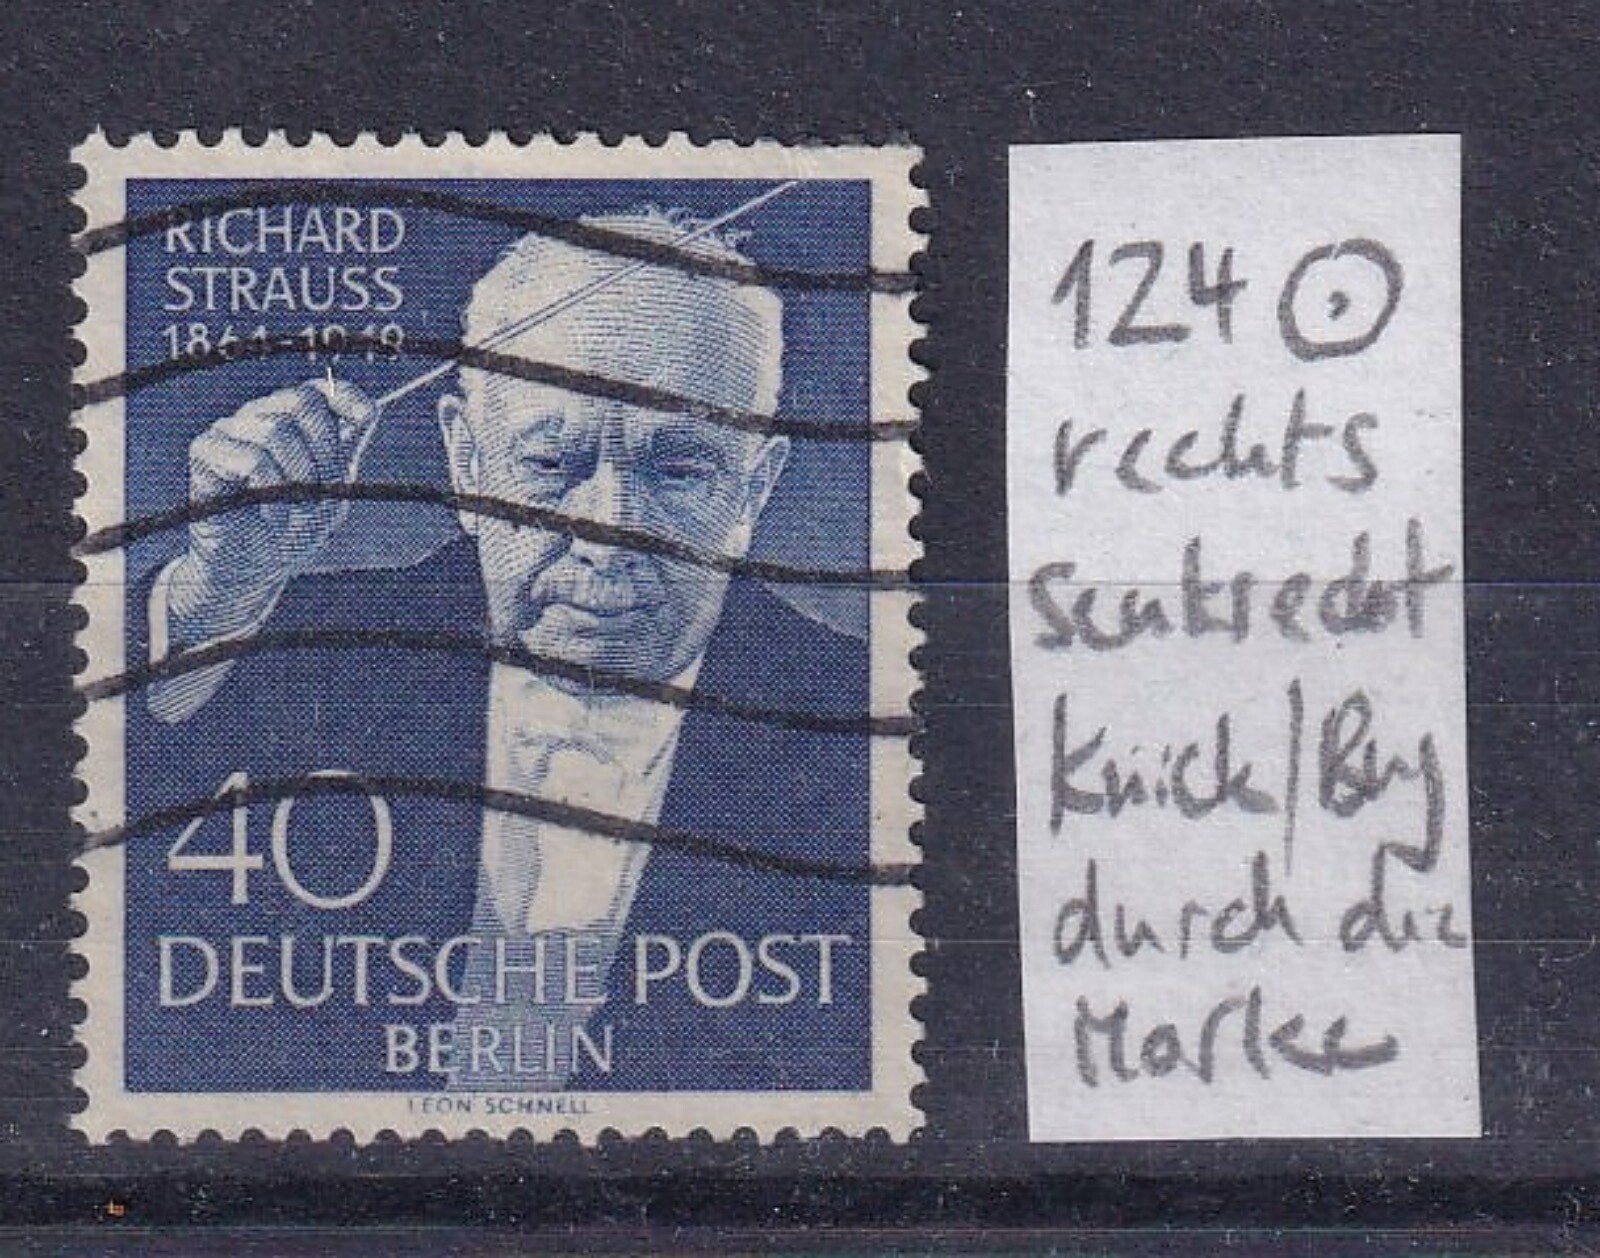 RICHARD
STRAUSS
1864-1949
40
DEUTSCHE POST
BERLIN
LEON SCHNELL
124 ⊙
rechts
senkrecht
Knick/Bug
durch die
Marke